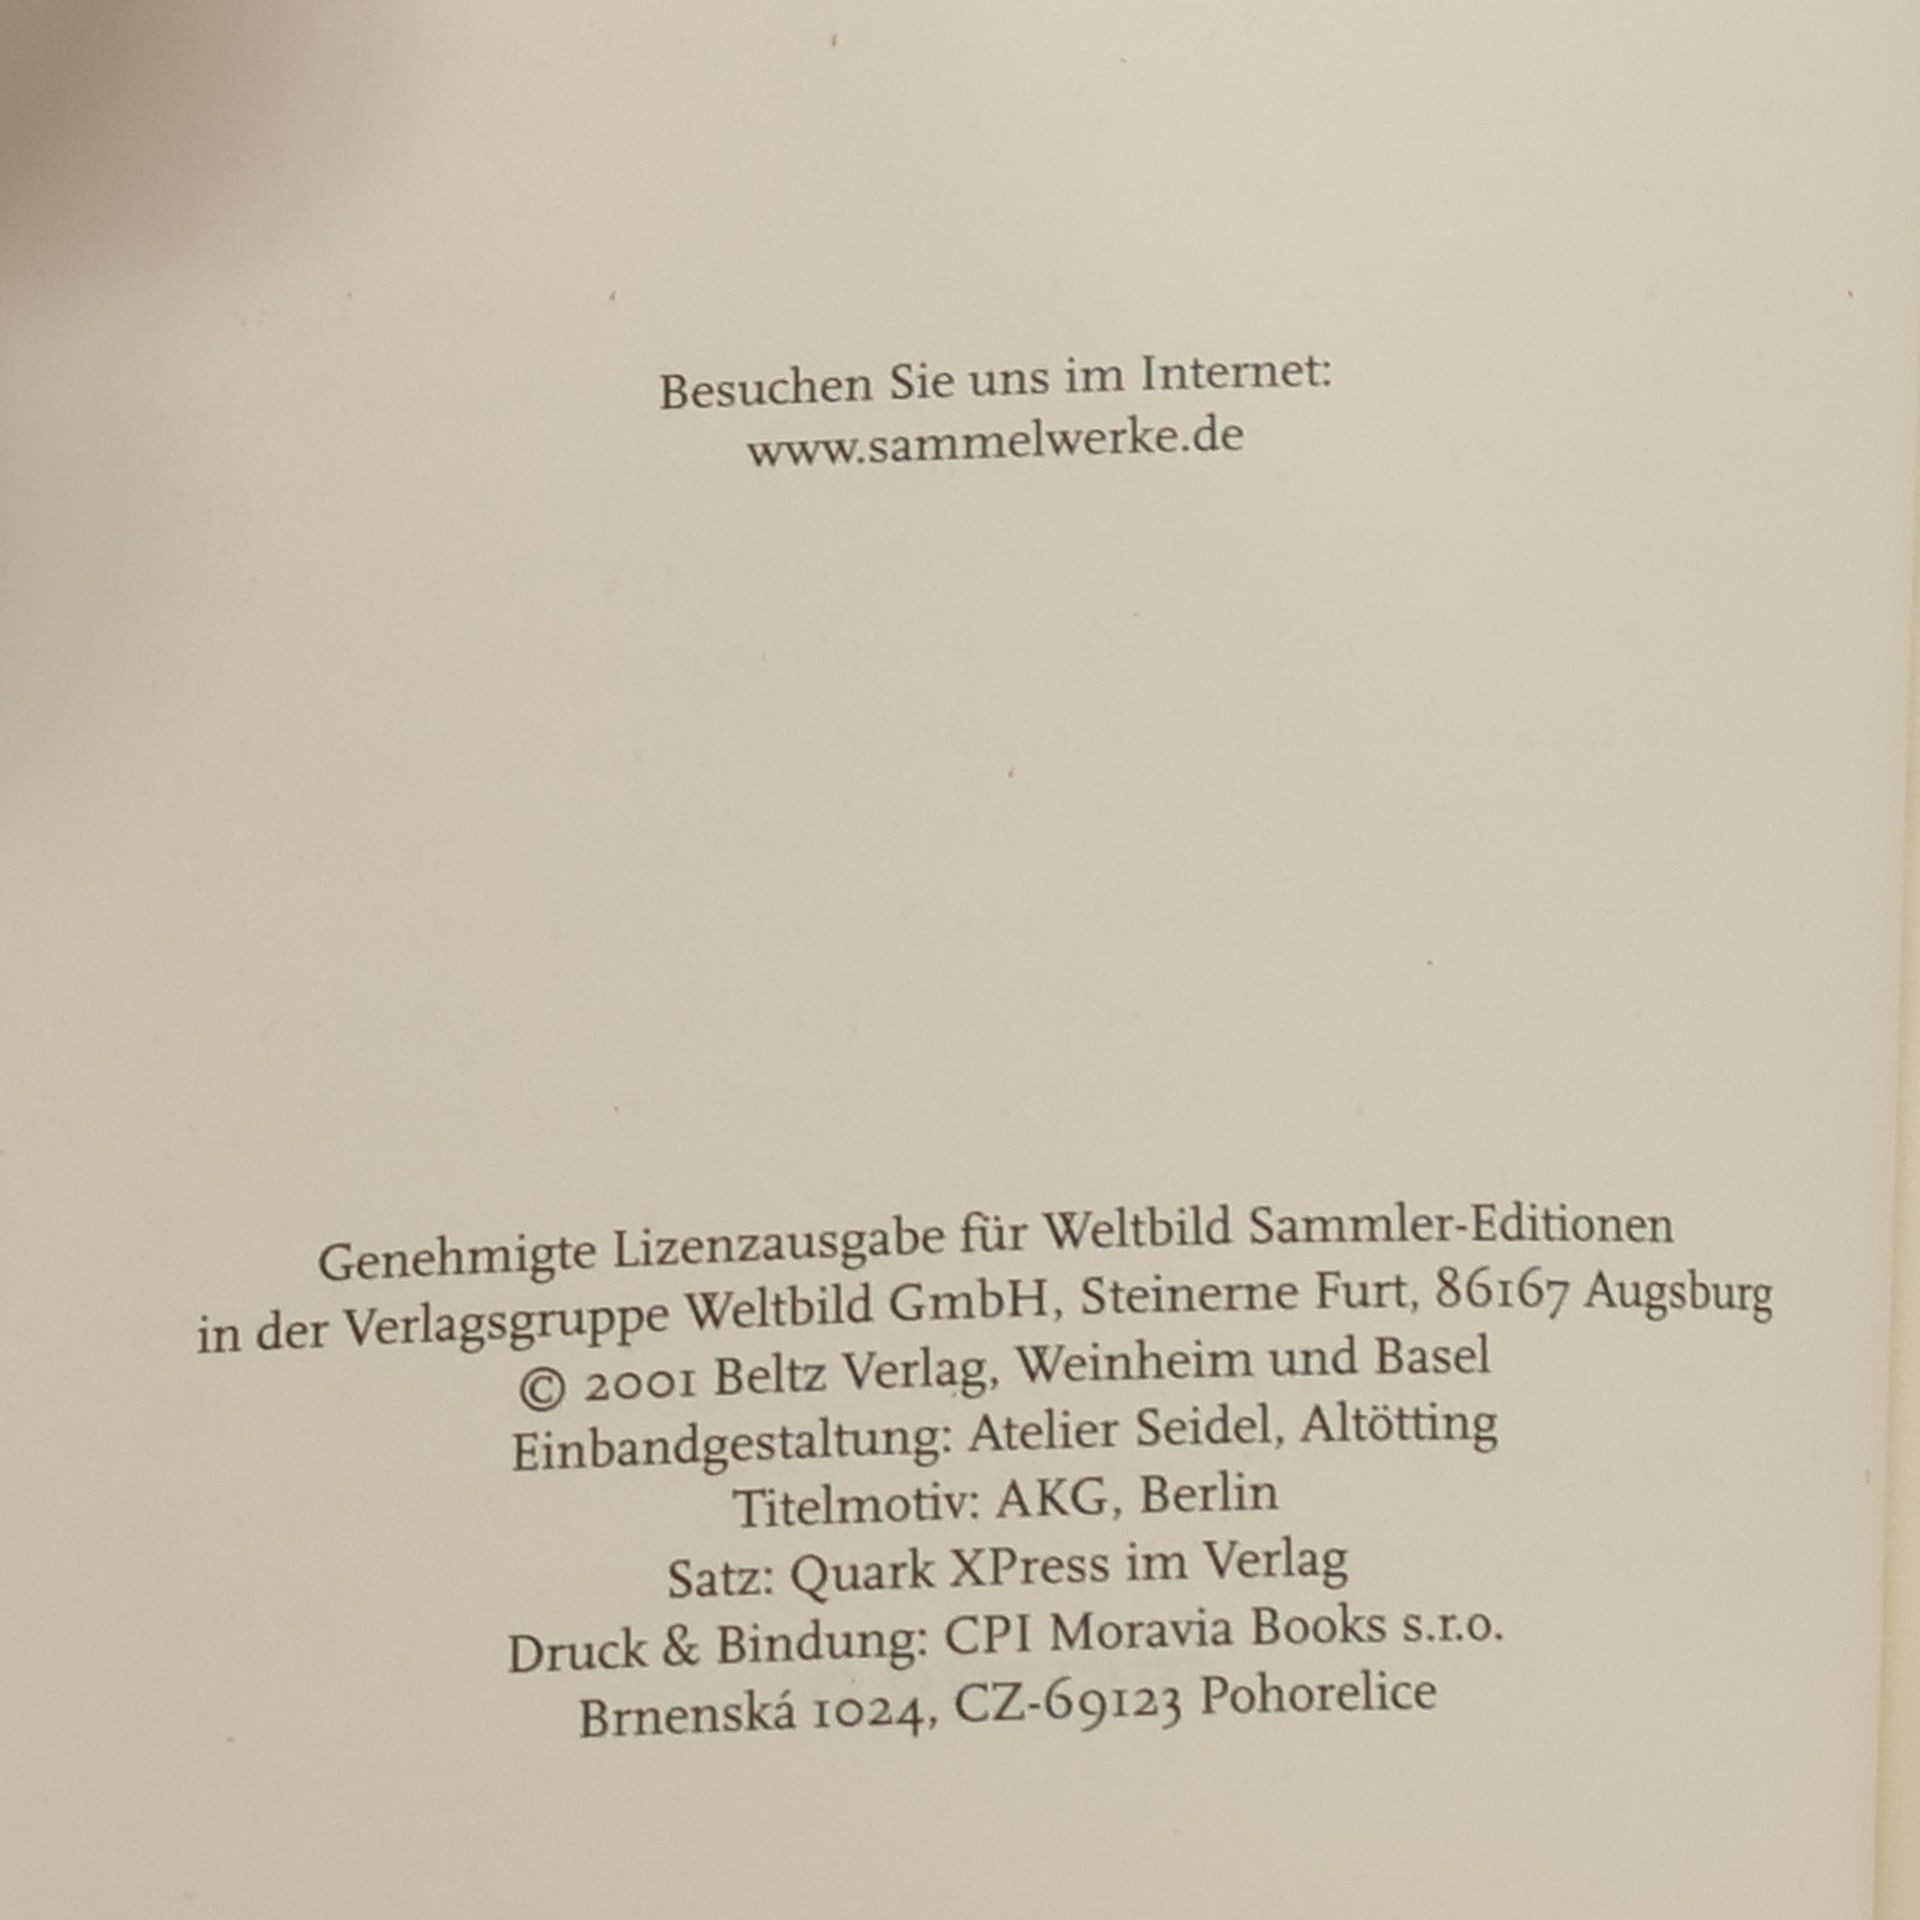 Besuchen Sie uns im Internet:
www.sammelwerke.de
Genehmigte Lizenzausgabe für Weltbild Sammler-Editionen
in der Verlagsgruppe Weltbild GmbH, Steinerne Furt, 86167 Augsburg
© 2001 Beltz Verlag, Weinheim und Basel
Einbandgestaltung: Atelier Seidel, Altötting
Titelmotiv: AKG, Berlin
Satz: Quark XPress im Verlag
Druck & Bindung: CPI Moravia Books s.r.o.
Brnenská 1024, CZ-69123 Pohorelice